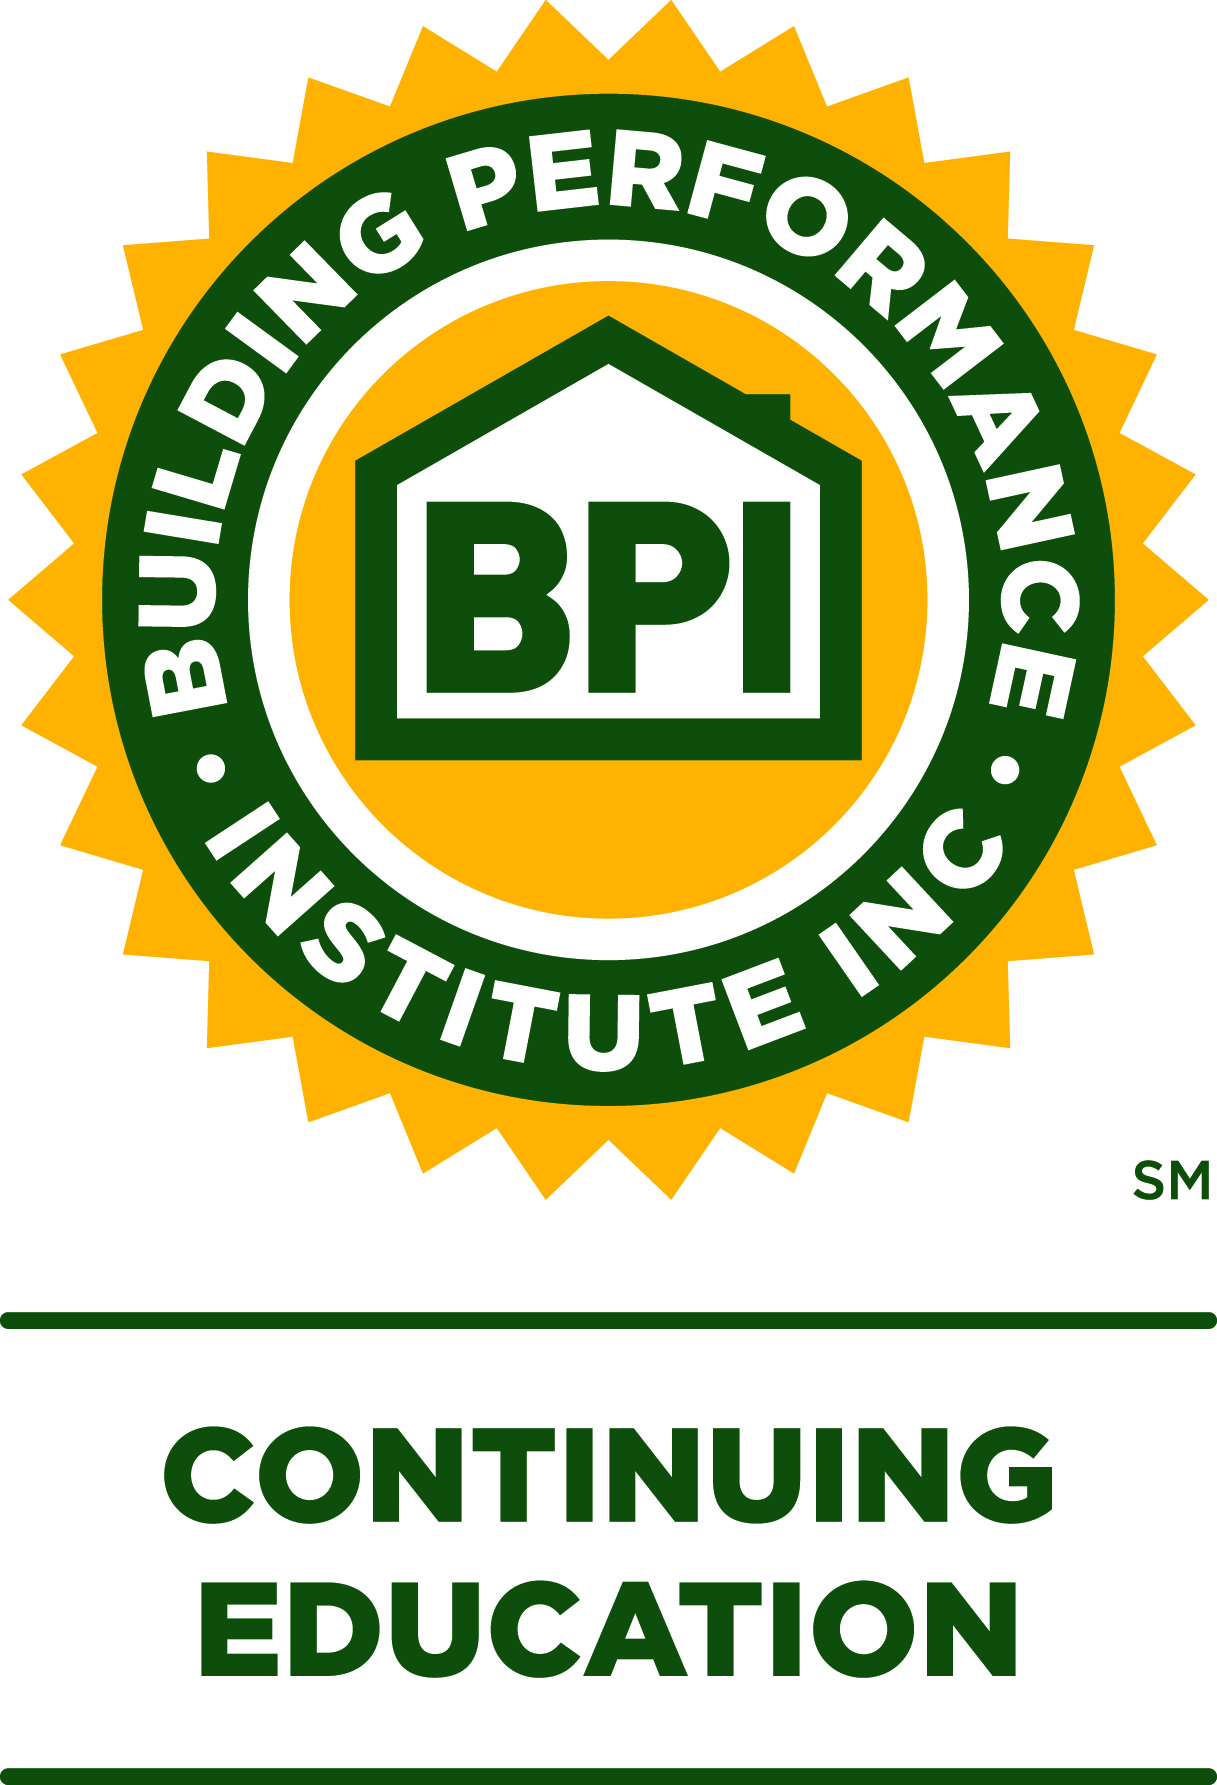 BUILDING PERFORMANCE
BPI
• INSTITUTE INC •
SM
CONTINUING
EDUCATION